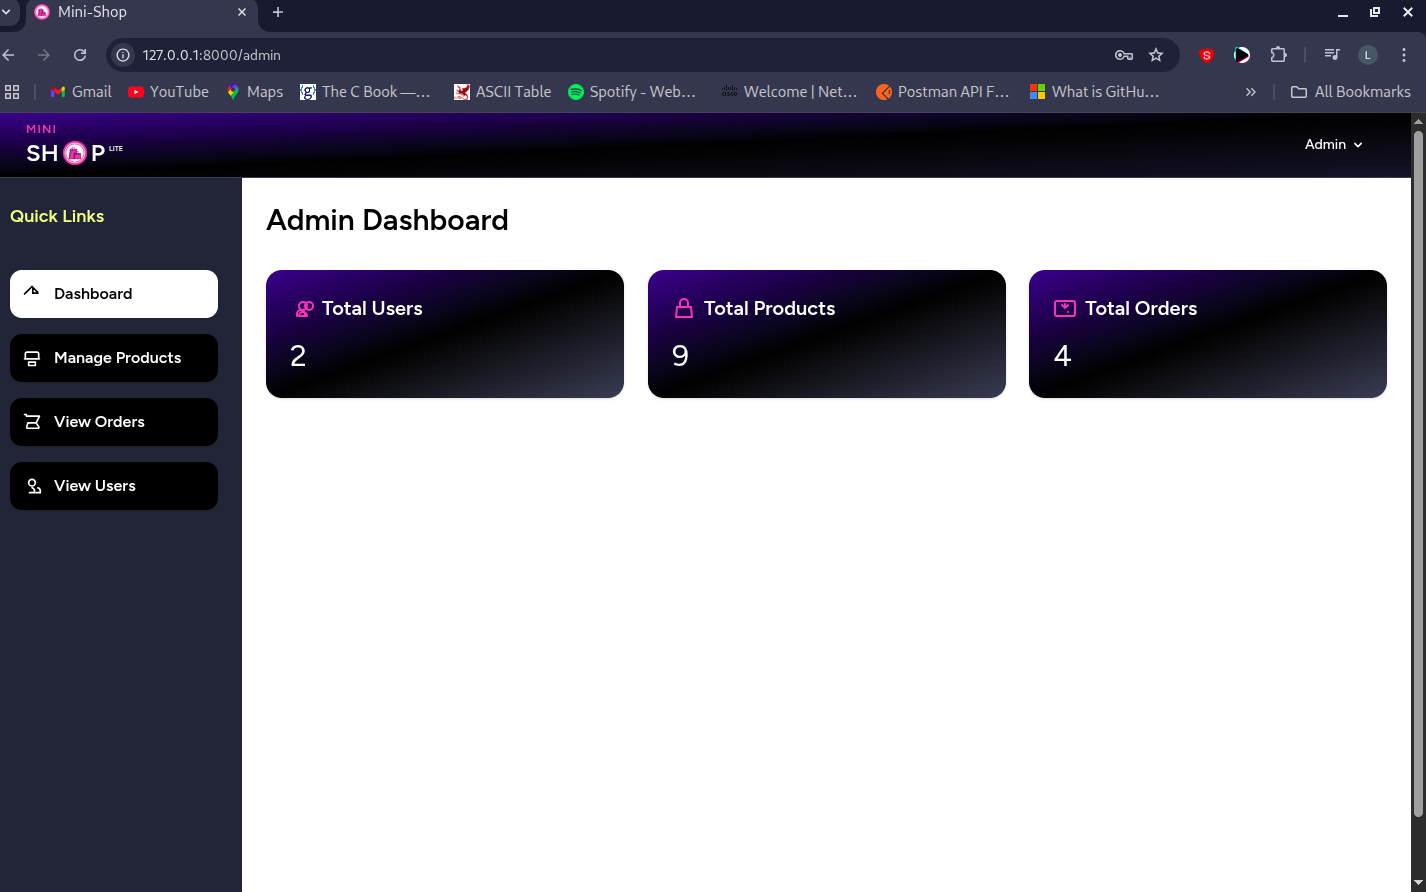 Mini-Shop
127.0.0.1:8000/admin
L
Gmail
YouTube
Maps
The C Book —...
ASCII Table
Spotify - Web...
Welcome | Net...
Postman API F...
What is GitHu...
All Bookmarks
MINI
SHOP LITE
Admin
Quick Links
Admin Dashboard
Dashboard
Manage Products
View Orders
View Users
Total Users
2
Total Products
9
Total Orders
4